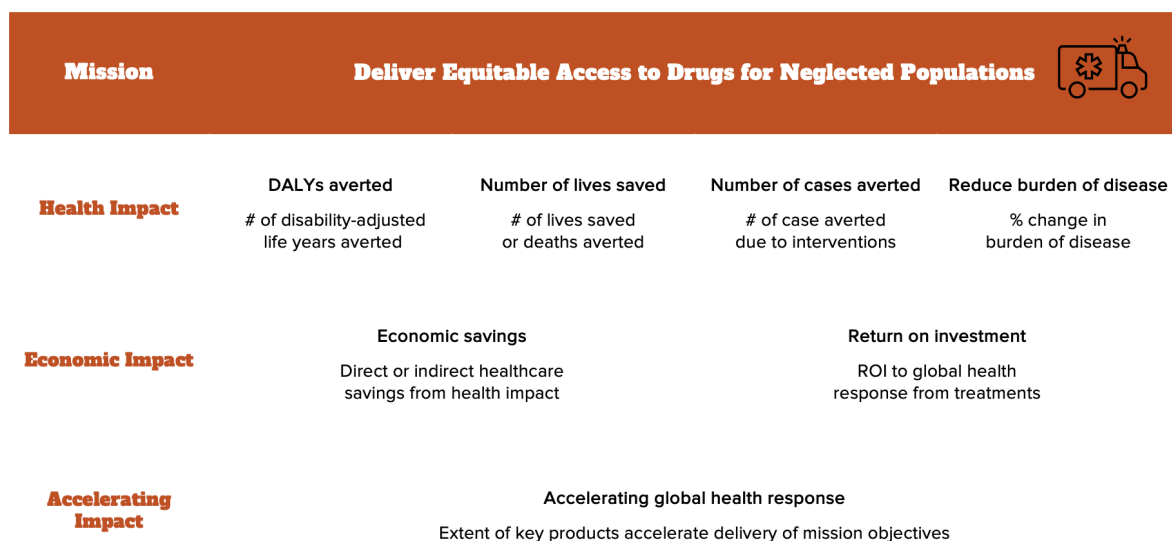 Mission
Deliver Equitable Access to Drugs for Neglected Populations
Health Impact
DALYs averted
# of disability-adjusted
life years averted
Number of lives saved
# of lives saved
or deaths averted
Number of cases averted
# of case averted
due to interventions
Reduce burden of disease
% change in
burden of disease
Economic Impact
Economic savings
Direct or indirect healthcare
savings from health impact
Return on investment
ROI to global health
response from treatments
Accelerating
Impact
Accelerating global health response
Extent of key products accelerate delivery of mission objectives